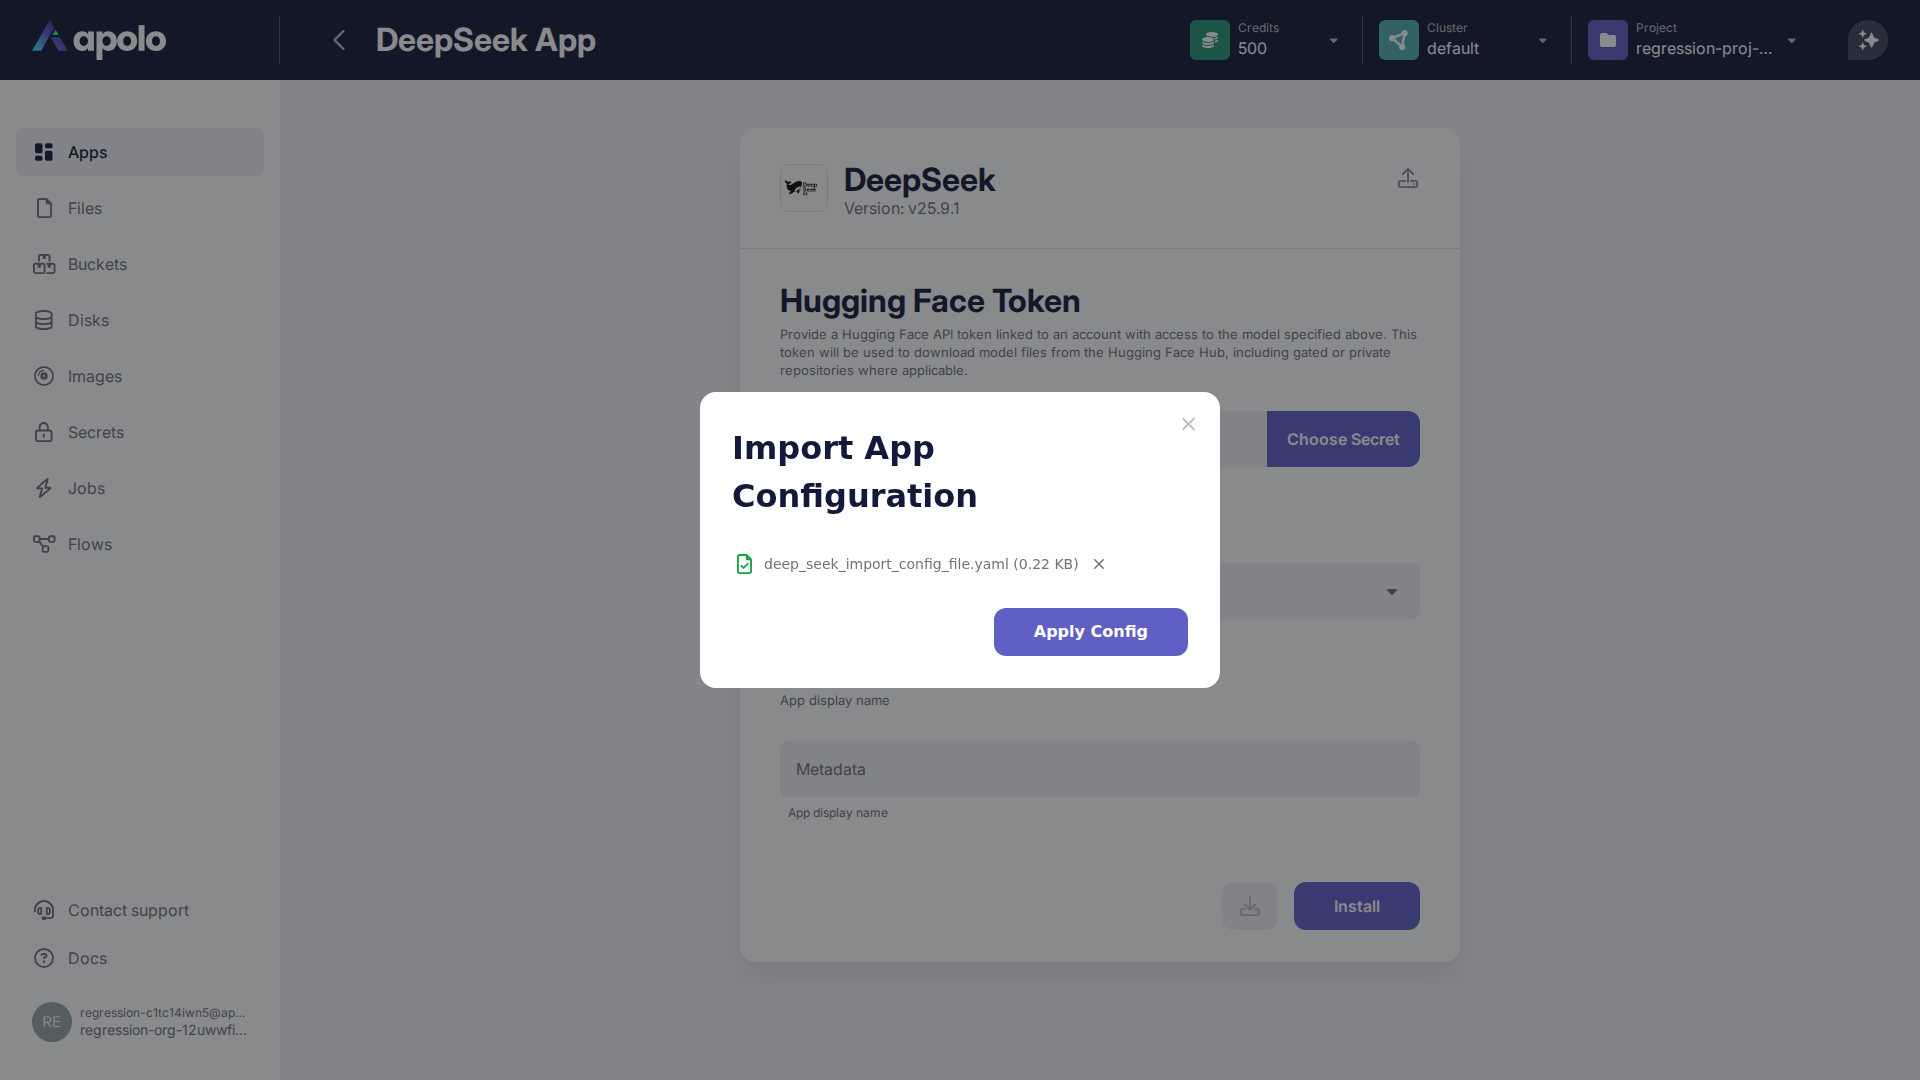 apolo
DeepSeek App
Credits
500
Cluster
default
Project
regression-proj-...
Apps
Files
Buckets
Disks
Images
Secrets
Jobs
Flows
Contact support
Docs
RE
regression-c1tc14iwn5@ap...
regression-org-12uwwfi...
Deep
Seek
DeepSeek
Version: v25.9.1
Hugging Face Token
Provide a Hugging Face API token linked to an account with access to the model specified above. This
token will be used to download model files from the Hugging Face Hub, including gated or private
repositories where applicable.
Choose Secret
Import App
Configuration
deep_seek_import_config_file.yaml (0.22 KB)
Apply Config
App display name
Metadata
App display name
Install